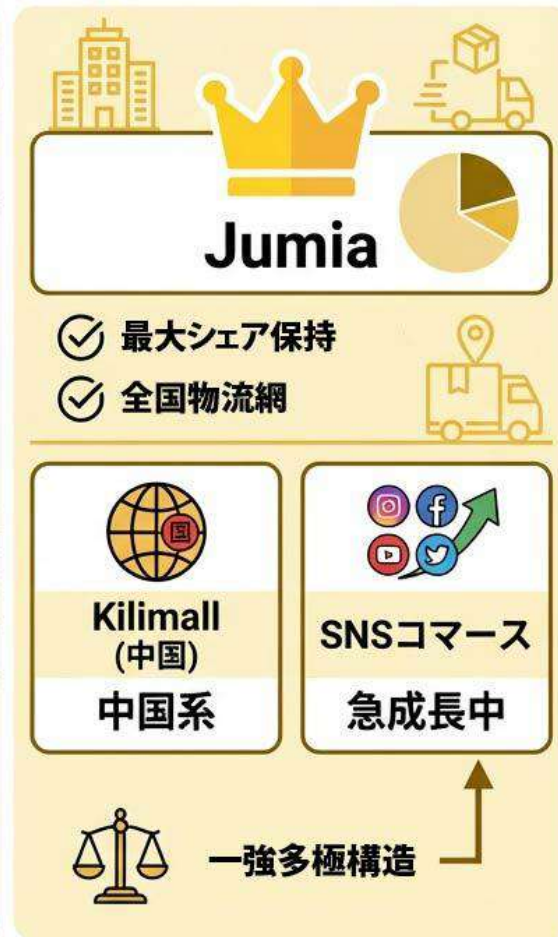 Jumia
最大シェア保持
全国物流網
国
Kilimall
(中国)
中国系
SNSコマース
急成長中
一強多極構造